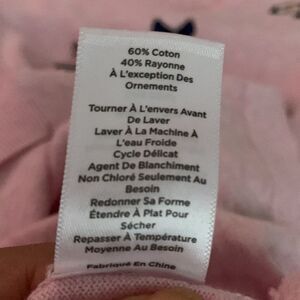 60% Coton
40% Rayonne
À L'exception Des
Ornements
Tourner À L'envers Avant
De Laver
Laver À La Machine À
L'eau Froide
Cycle Délicat
Agent De Blanchiment
Non Chloré Seulement Au
Besoin
Redonner Sa Forme
Étendre À Plat Pour
Sécher
Repasser À Température
Moyenne Au Besoin
Fabriqué En Chine